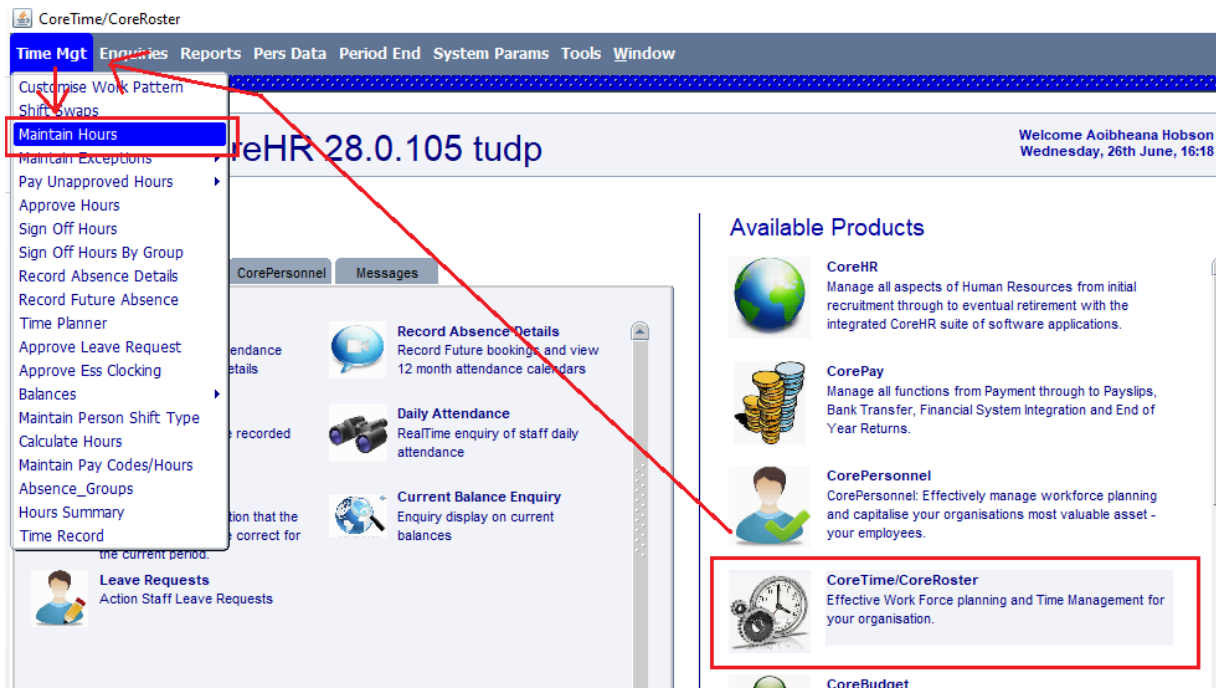 CoreTime/CoreRoster
Time Mgt Enquiries Reports Pers Data Period End System Params Tools Window
Customise Work Pattern
Shift Swaps
Maintain Hours
Maintain Exceptions
Pay Unapproved Hours
Approve Hours
Sign Off Hours
Sign Off Hours By Group
Record Absence Details
Record Future Absence
Time Planner
Approve Leave Request
Approve Ess Clocking
Balances
Maintain Person Shift Type
Calculate Hours
Maintain Pay Codes/Hours
Absence_Groups
Hours Summary
Time Record
reHR 28.0.105 tudp
Welcome Aoibheana Hobson
Wednesday, 26th June, 16:18
CorePersonnel Messages
endance
etails
e recorded
tion that the
e correct for
the current period.
Leave Requests
Action Staff Leave Requests
Record Absence Details
Record Future bookings and view
12 month attendance calendars
Daily Attendance
RealTime enquiry of staff daily
attendance
Current Balance Enquiry
Enquiry display on current
balances
Available Products
CoreHR
Manage all aspects of Human Resources from initial
recruitment through to eventual retirement with the
integrated CoreHR suite of software applications.
CorePay
Manage all functions from Payment through to Payslips,
Bank Transfer, Financial System Integration and End of
Year Returns.
CorePersonnel
CorePersonnel: Effectively manage workforce planning
and capitalise your organisations most valuable asset -
your employees.
CoreTime/CoreRoster
Effective Work Force planning and Time Management for
your organisation.
CoreBudget